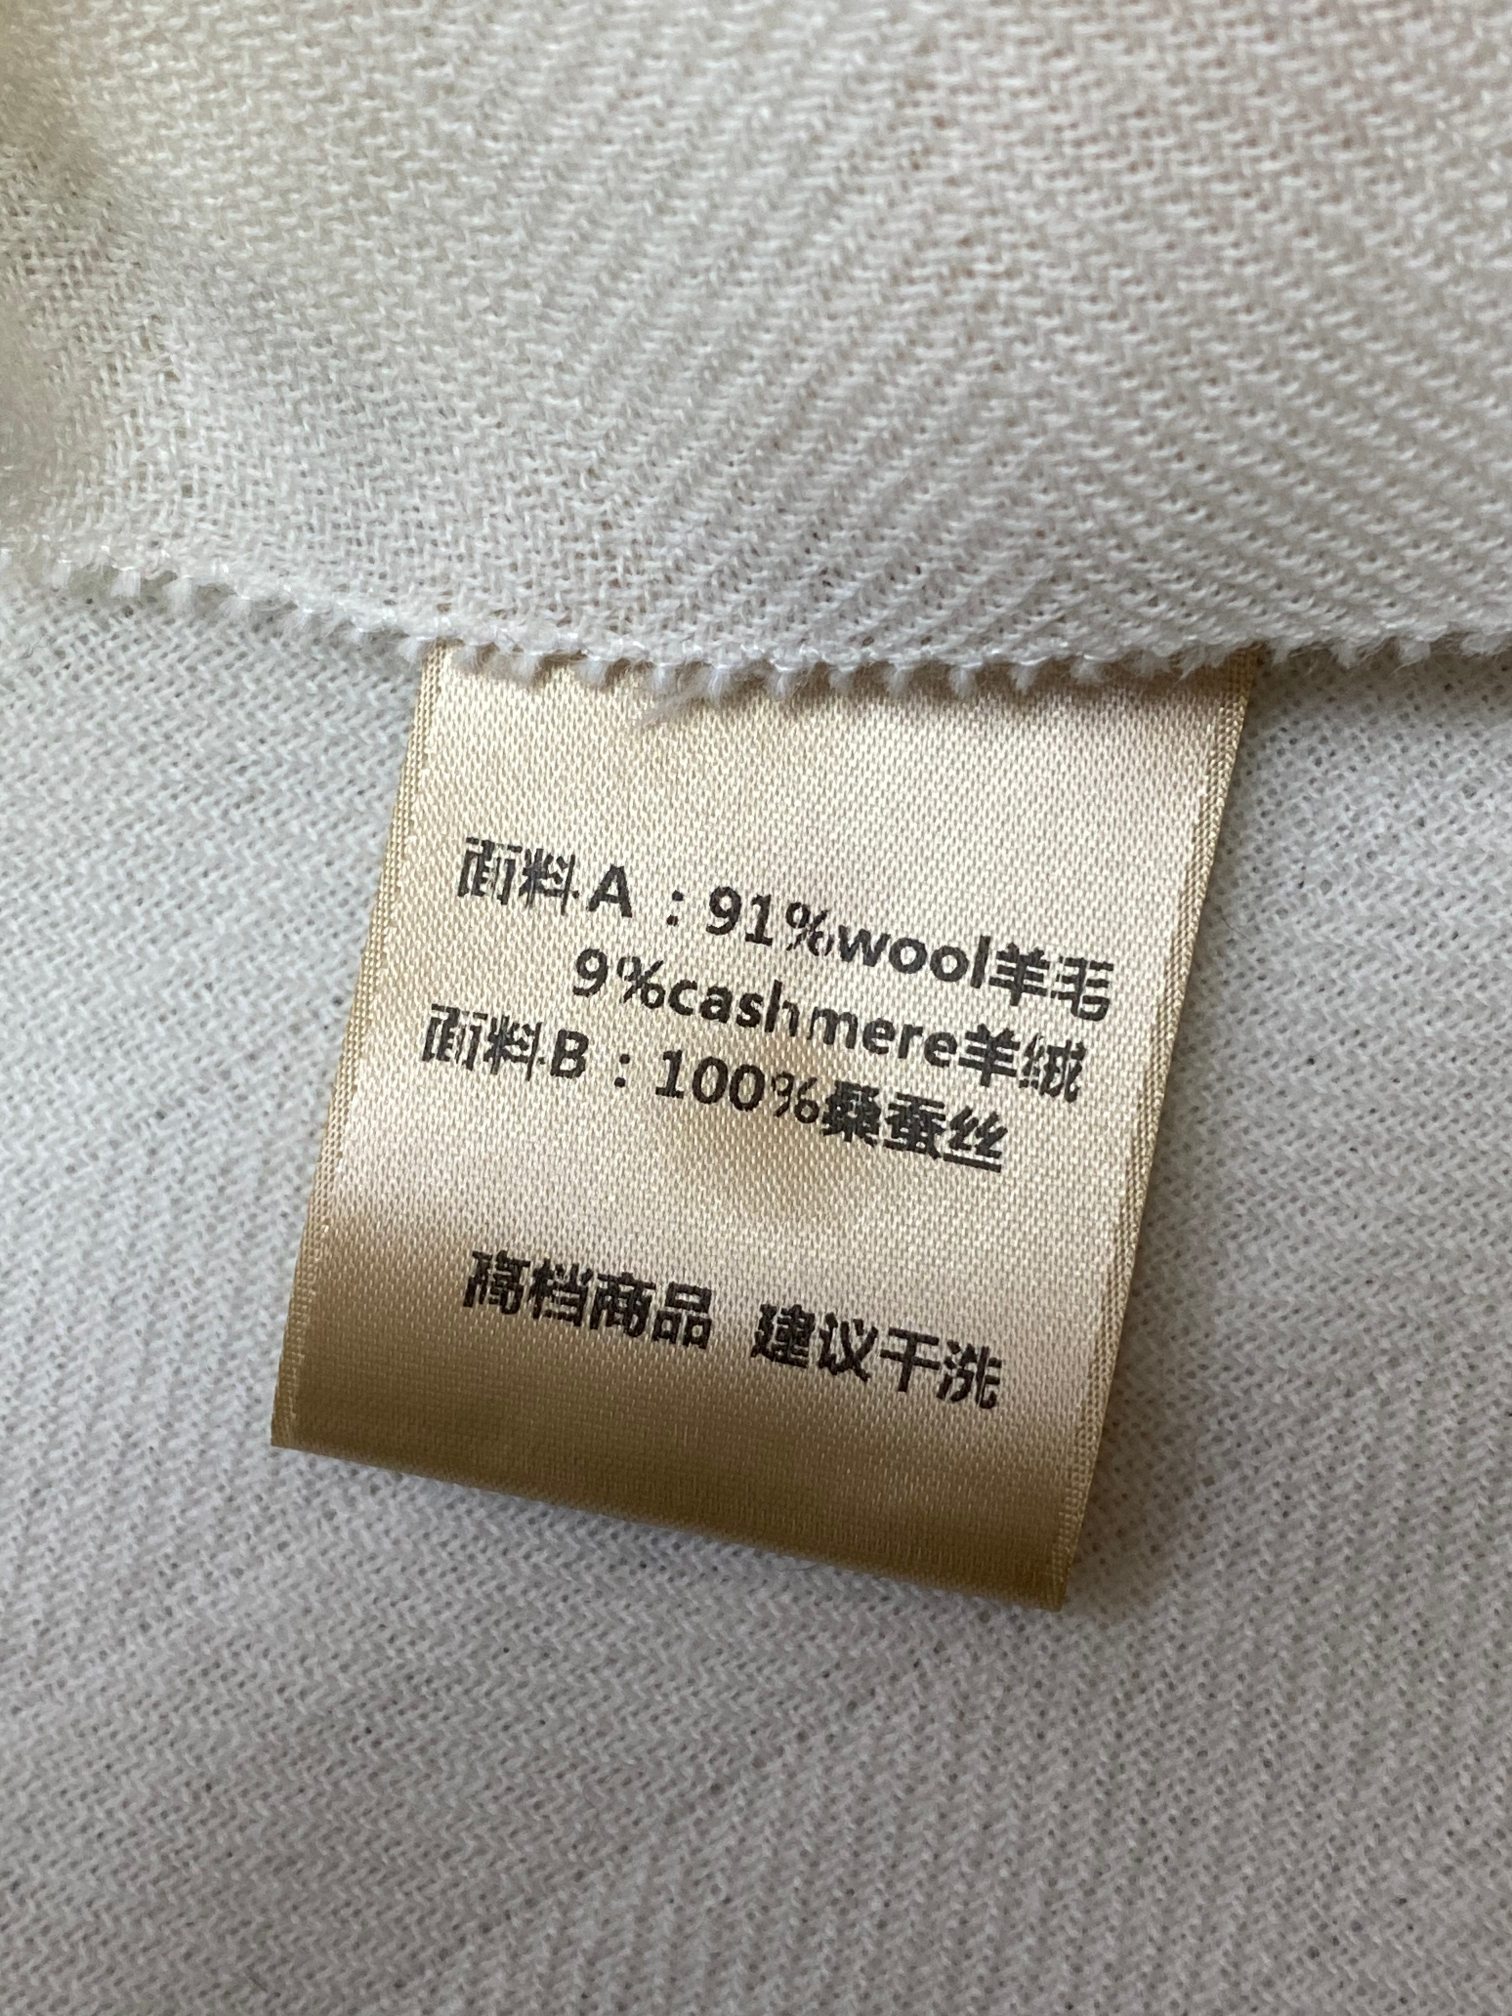 面料A：91%wool羊毛
9%cashmere羊绒
面料B：100%桑蚕丝
高档商品 建议干洗